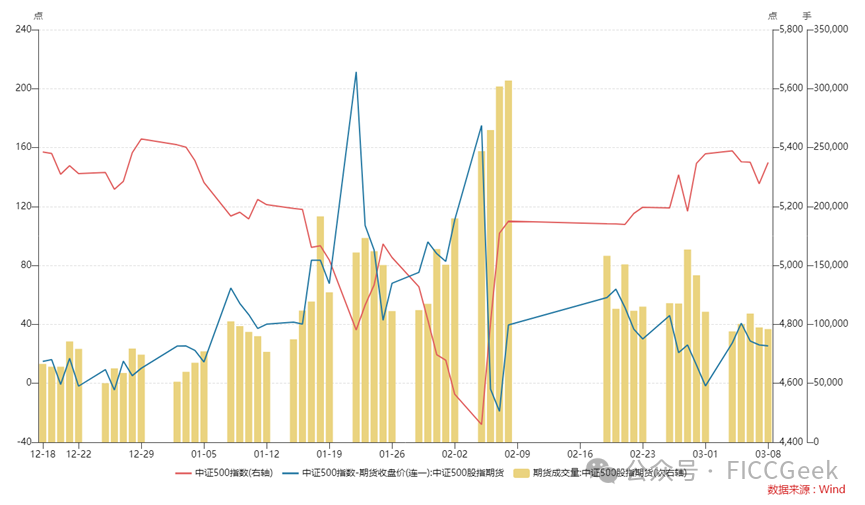 点 点 手
240 5,800 350,000
200 5,600 300,000
160 5,400 250,000
120 5,200 200,000
80 5,000 150,000
40 4,800 100,000
0 4,600 50,000
-40 4,400 0
12-18 12-22 12-29 01-05 01-12 01-19 01-26 02-02 02-09 02-16 02-23 03-01 03-08
中证500指数(右轴) 中证500指数-期货收盘价(连一):中证500股指期货 期货成交量:中证500股指期货(次右轴)
公众号 · FICCGeek
数据来源：Wind